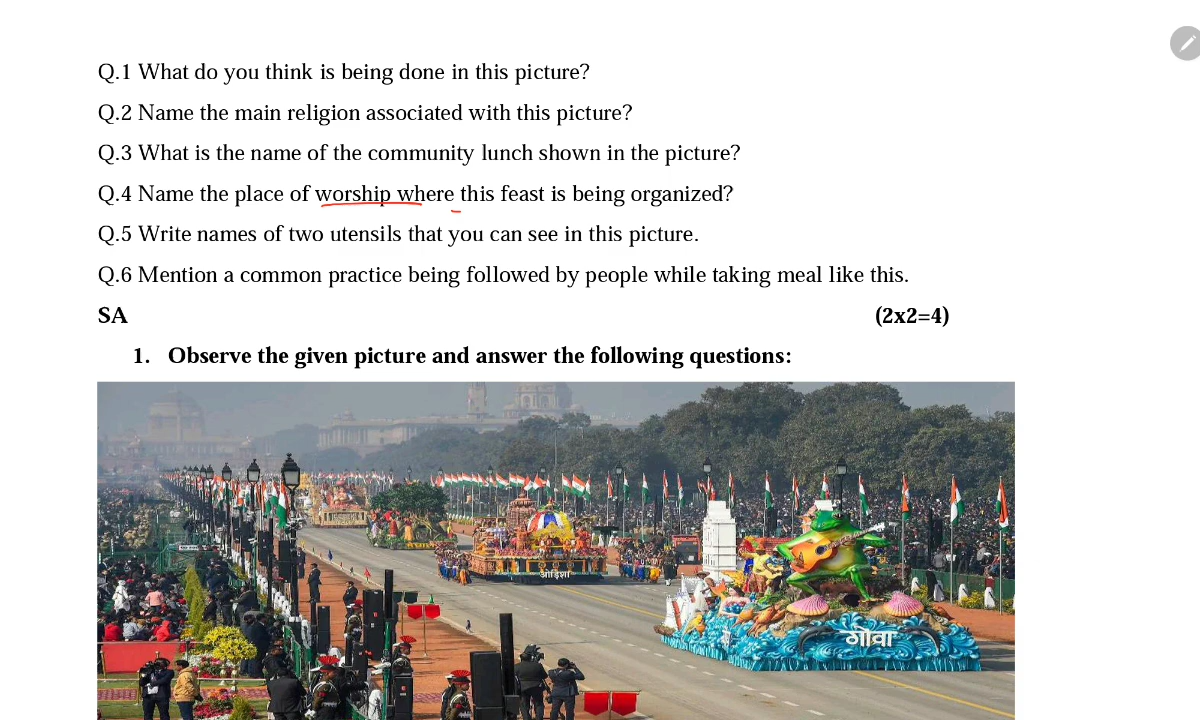 Q.1 What do you think is being done in this picture?
Q.2 Name the main religion associated with this picture?
Q.3 What is the name of the community lunch shown in the picture?
Q.4 Name the place of worship where this feast is being organized?
Q.5 Write names of two utensils that you can see in this picture.
Q.6 Mention a common practice being followed by people while taking meal like this.
SA (2x2=4)
1. Observe the given picture and answer the following questions:
ओड़िशा
गोवा